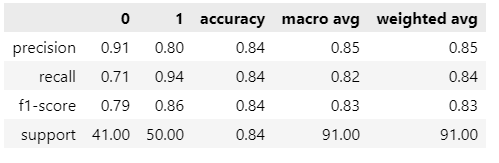 0 1 accuracy macro avg weighted avg
precision 0.91 0.80 0.84 0.85 0.85
recall 0.71 0.94 0.84 0.82 0.84
f1-score 0.79 0.86 0.84 0.83 0.83
support 41.00 50.00 0.84 91.00 91.00